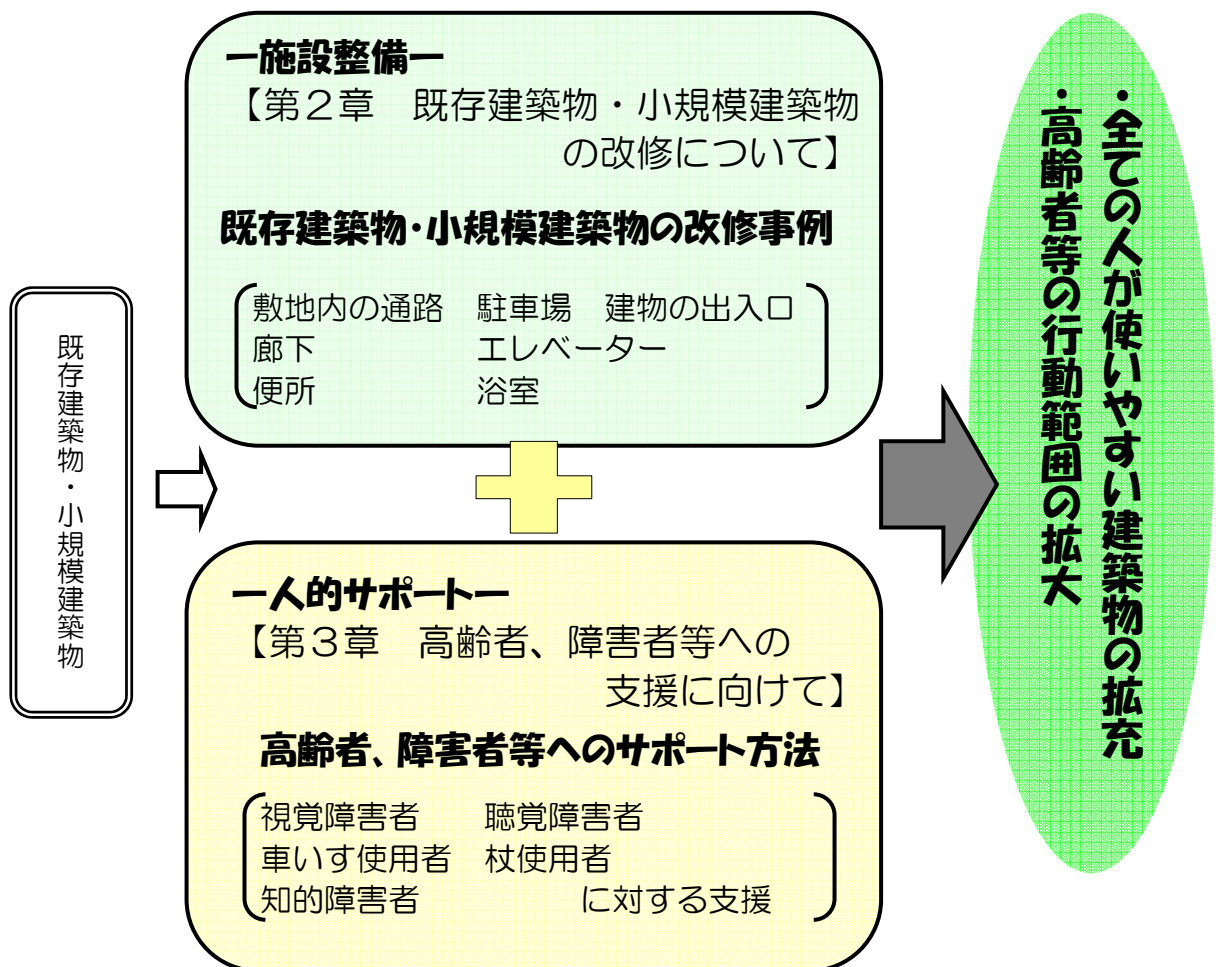 既存建築物・小規模建築物
ー施設整備ー
【第２章　既存建築物・小規模建築物
の改修について】
既存建築物・小規模建築物の改修事例
敷地内の通路　駐車場　建物の出入口
廊下　エレベーター
便所　浴室
ー人的サポートー
【第３章　高齢者、障害者等への
支援に向けて】
高齢者、障害者等へのサポート方法
視覚障害者　聴覚障害者
車いす使用者　杖使用者
知的障害者　に対する支援
・全ての人が使いやすい建築物の拡充
・高齢者等の行動範囲の拡大